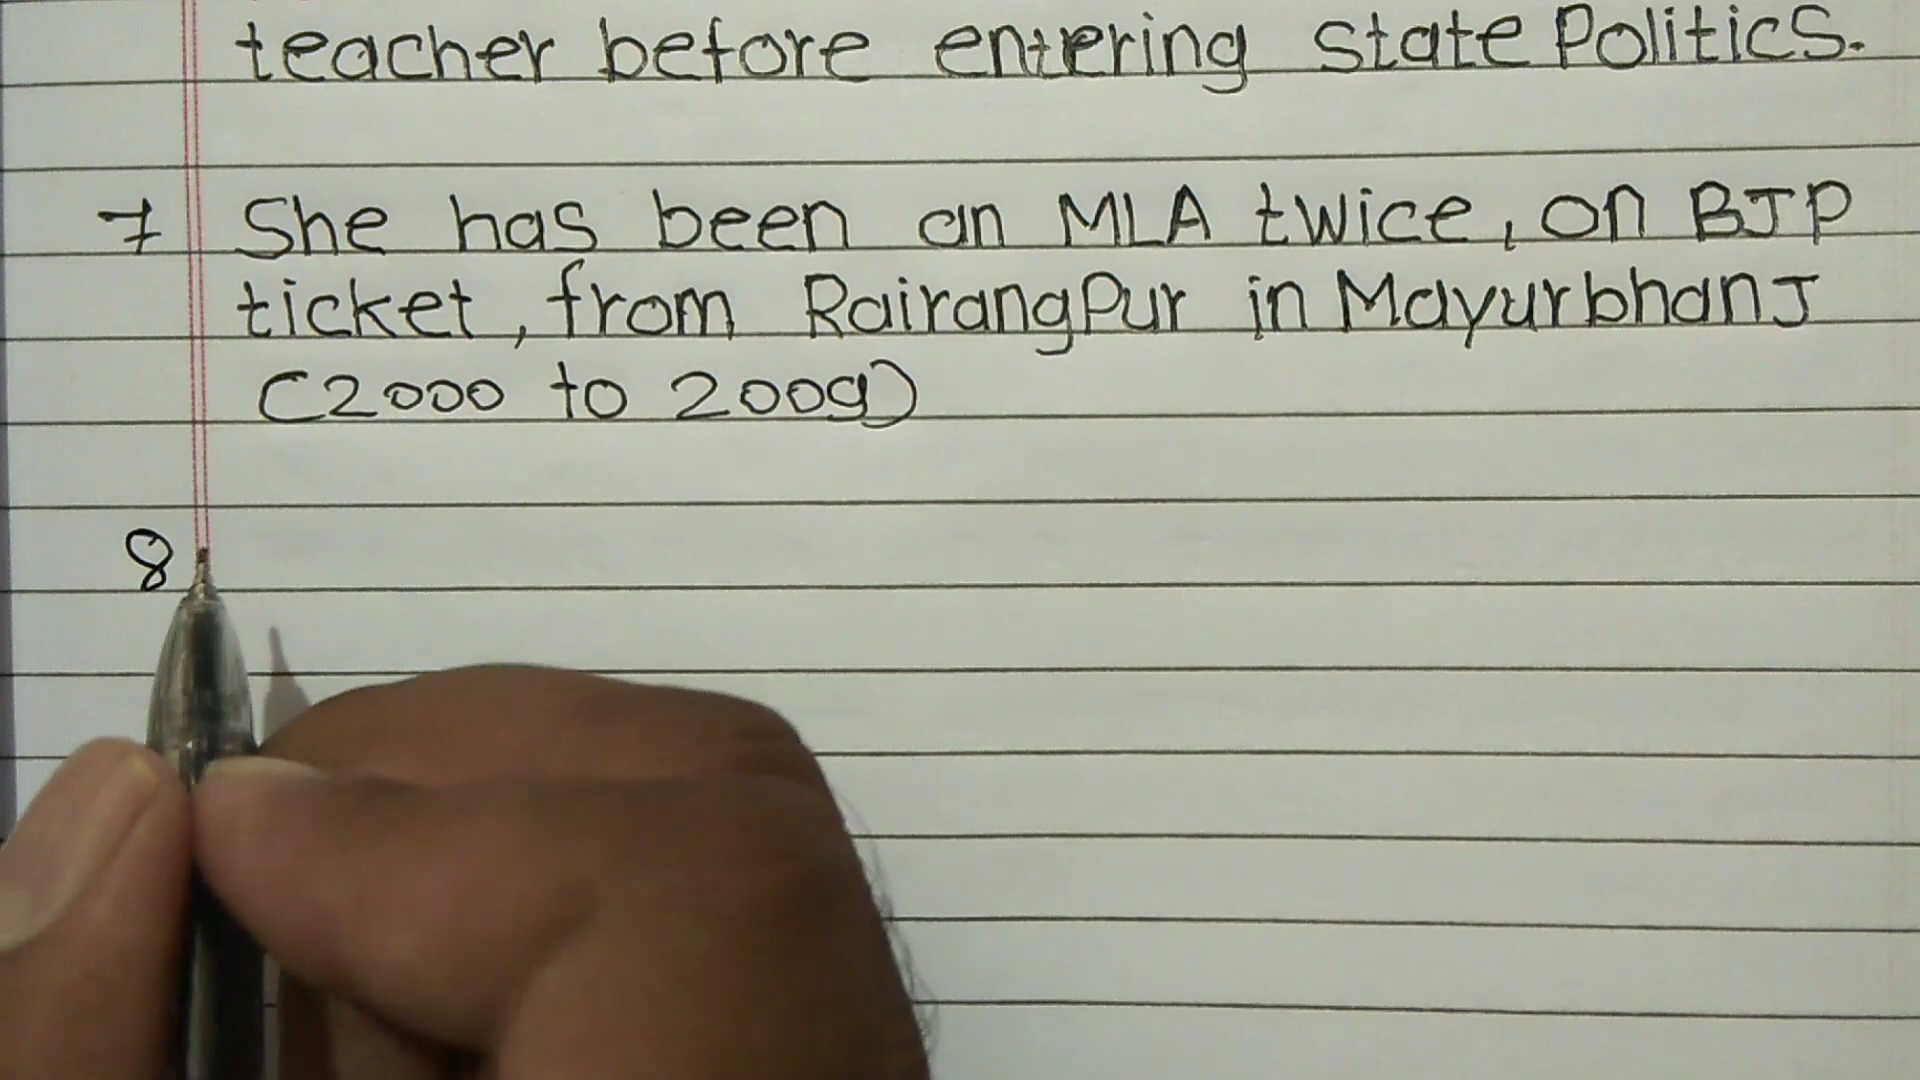 teacher before entering state Politics.
7 She has been an MLA twice, on BJP
ticket, from RairangPur in MayurbhanJ
(2000 to 2009)
8